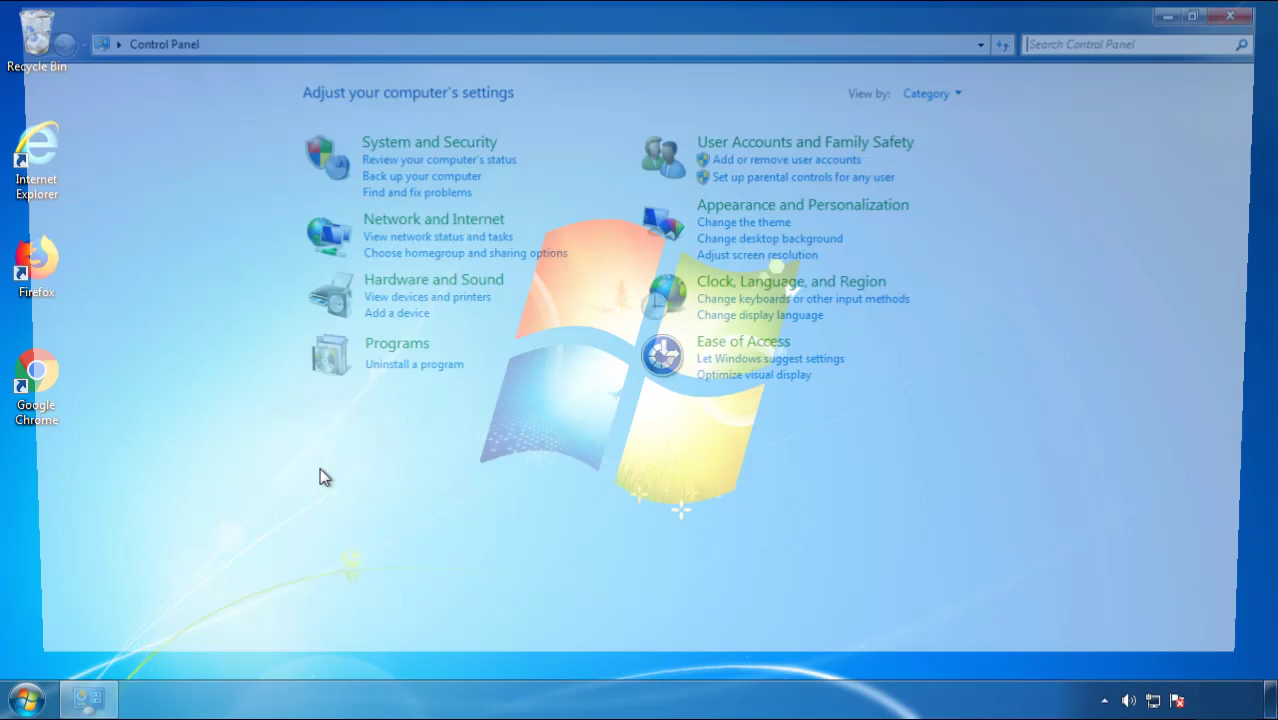 Recycle Bin
Internet
Explorer
Firefox
Google
Chrome
Control Panel
Search Control Panel
Adjust your computer's settings
View by: Category
System and Security
Review your computer's status
Back up your computer
Find and fix problems
Network and Internet
View network status and tasks
Choose homegroup and sharing options
Hardware and Sound
View devices and printers
Add a device
Programs
Uninstall a program
User Accounts and Family Safety
Add or remove user accounts
Set up parental controls for any user
Appearance and Personalization
Change the theme
Change desktop background
Adjust screen resolution
Clock, Language, and Region
Change keyboards or other input methods
Change display language
Ease of Access
Let Windows suggest settings
Optimize visual display